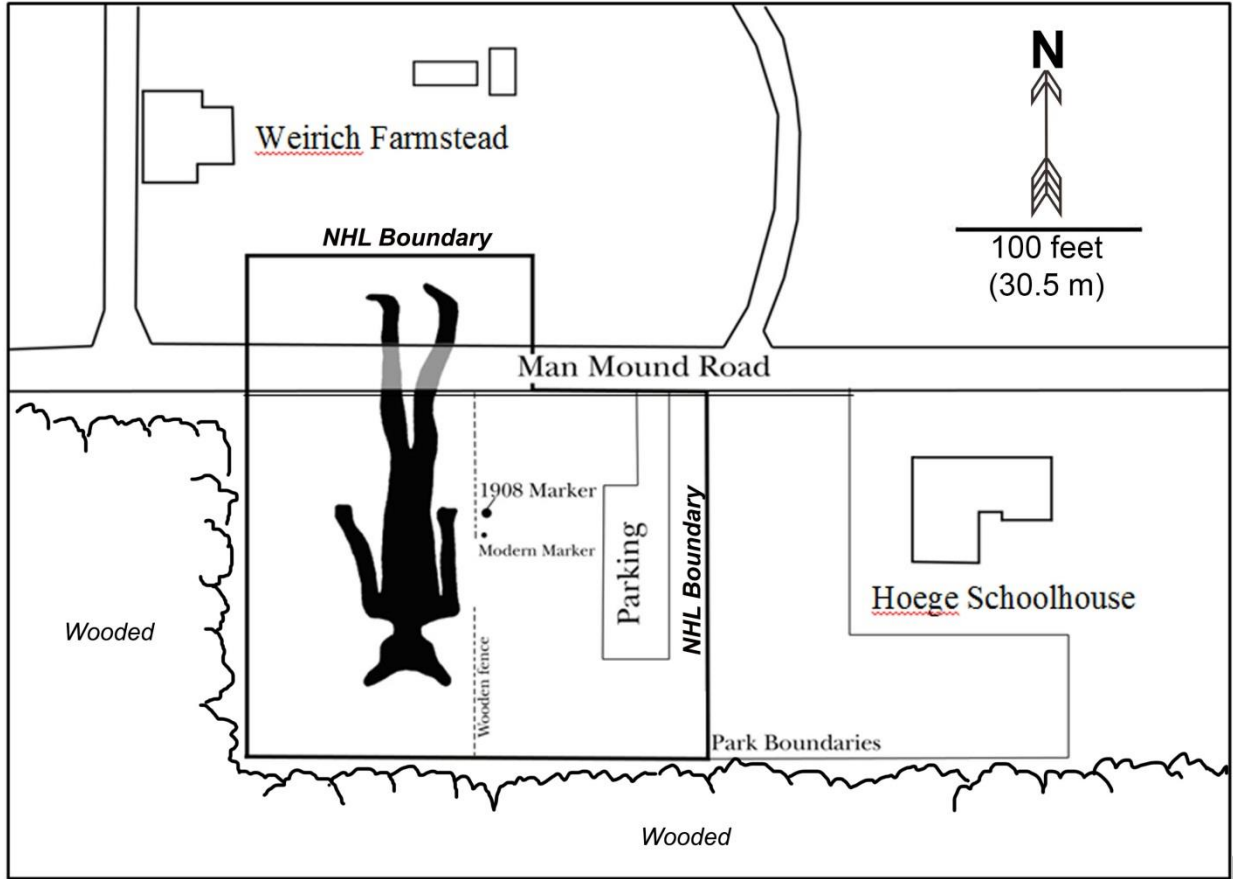 N
Weirich Farmstead
NHL Boundary
100 feet
(30.5 m)
Man Mound Road
1908 Marker
Modern Marker
Parking
NHL Boundary
Hoege Schoolhouse
Wooded
Wooden fence
Park Boundaries
Wooded